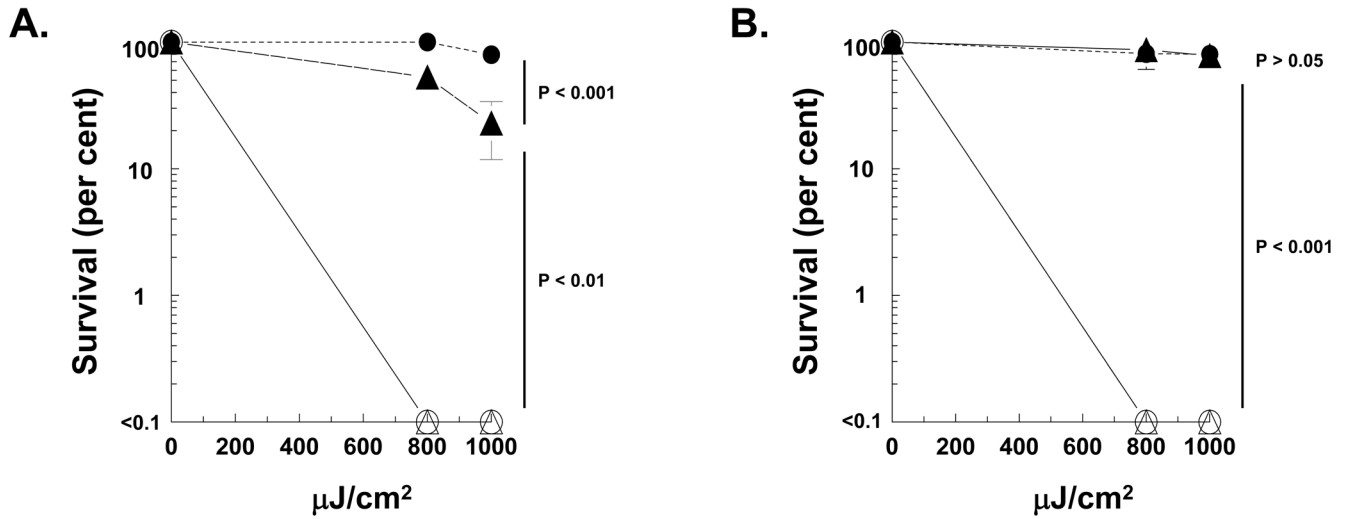 A.
Survival (per cent)
100
10
1
<0.1
0 200 400 600 800 1000
µJ/cm²
P < 0.001
P < 0.01
B.
Survival (per cent)
100
10
1
<0.1
0 200 400 600 800 1000
µJ/cm²
P > 0.05
P < 0.001